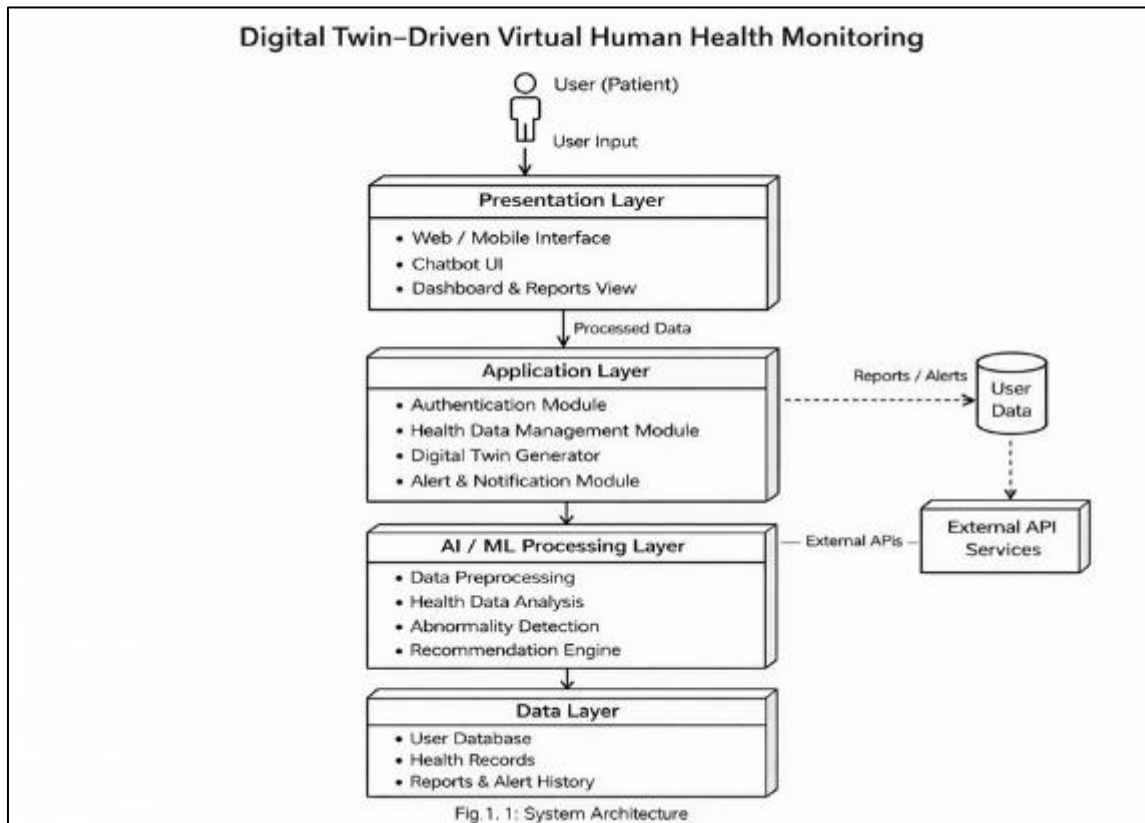 Digital Twin–Driven Virtual Human Health Monitoring
User (Patient)
User Input
Presentation Layer
• Web / Mobile Interface
• Chatbot UI
• Dashboard & Reports View
Processed Data
Application Layer
• Authentication Module
• Health Data Management Module
• Digital Twin Generator
• Alert & Notification Module
Reports / Alerts
User
Data
AI / ML Processing Layer
• Data Preprocessing
• Health Data Analysis
• Abnormality Detection
• Recommendation Engine
External APIs
External API
Services
Data Layer
• User Database
• Health Records
• Reports & Alert History
Fig.1. 1: System Architecture